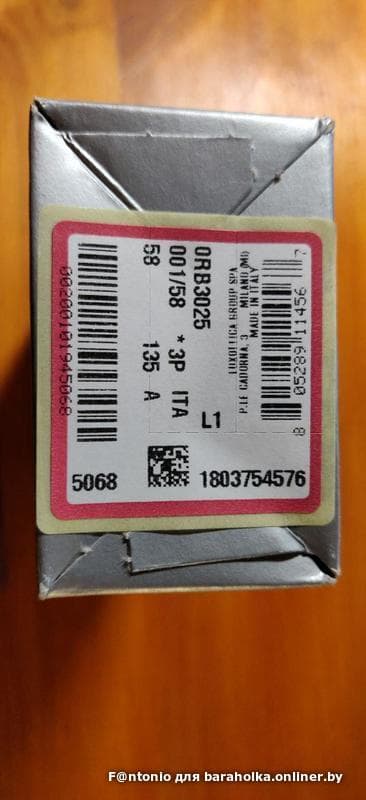 0RB3025
001/58 * 3P ITA
58 135 A
L1
LUXOTTICA GROUP SPA
P.LE CADORNA, 3 MILANO (MI)
MADE IN ITALY
8 05289 11456 7
5068
1803754576
F@ntonio для baraholka.onliner.by